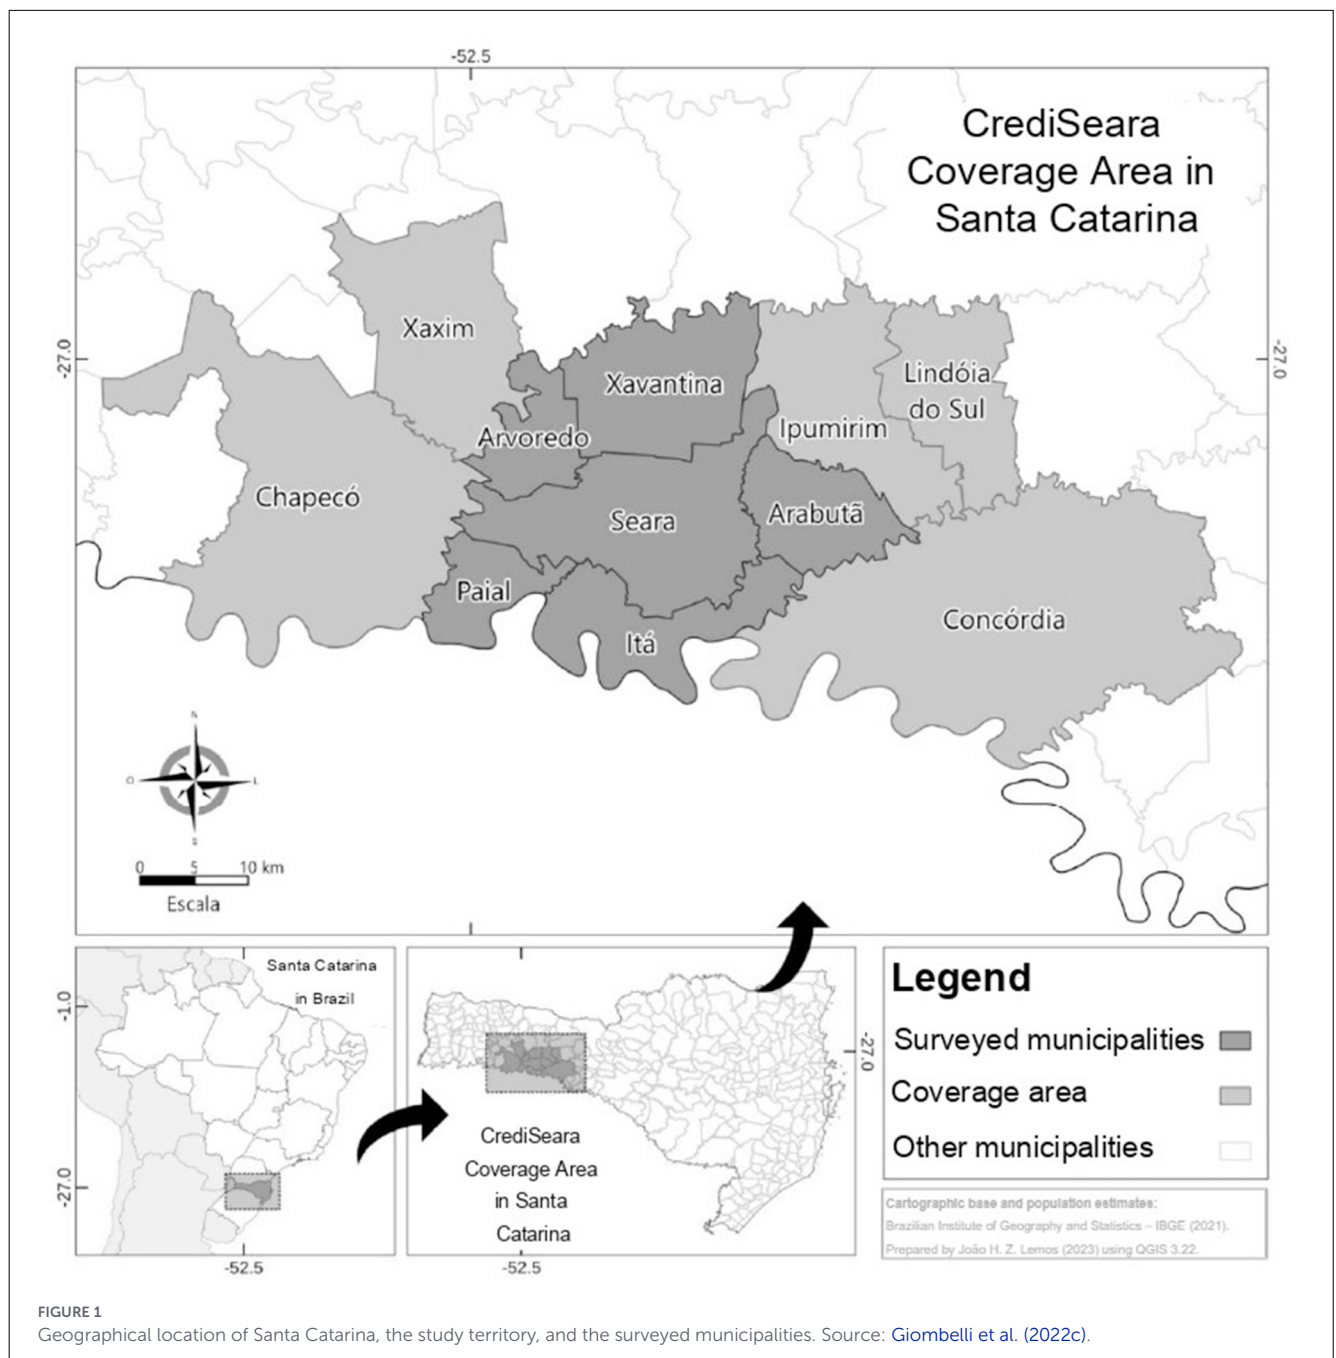 -52.5
CrediSeara
Coverage Area in
Santa Catarina
Xaxim
-27.0
-27.0
Xavantina
Lindóia
do Sul
Arvoredo
Ipumirim
Chapecó
Seara
Arabutã
Paial
Itá
Concórdia
N
O
L
S
0 5 10 km
Escala
Santa Catarina
in Brazil
-1.0
-27.0
-52.5
CrediSeara
Coverage Area
in Santa
Catarina
-27.0
-52.5
Legend
Surveyed municipalities
Coverage area
Other municipalities
Cartographic base and population estimates:
Brazilian Institute of Geography and Statistics – IBGE (2021).
Prepared by João H. Z. Lemos (2023) using QGIS 3.22.
FIGURE 1
Geographical location of Santa Catarina, the study territory, and the surveyed municipalities. Source: Giombelli et al. (2022c).